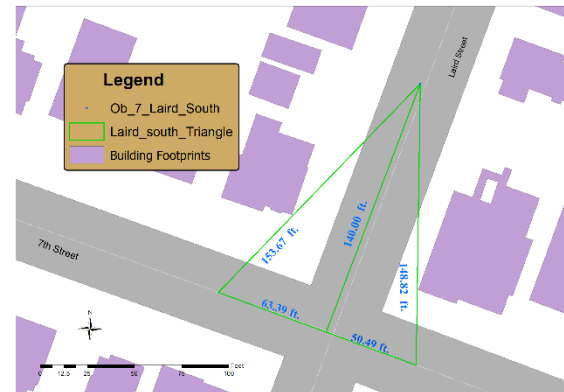 Legend
Ob_7_Laird_South
Laird_south_Triangle
Building Footprints
Laird Street
7th Street
153.67 ft.
140.00 ft.
148.82 ft.
63.39 ft.
50.49 ft.
N
Feet
0 12.5 25 50 75 100